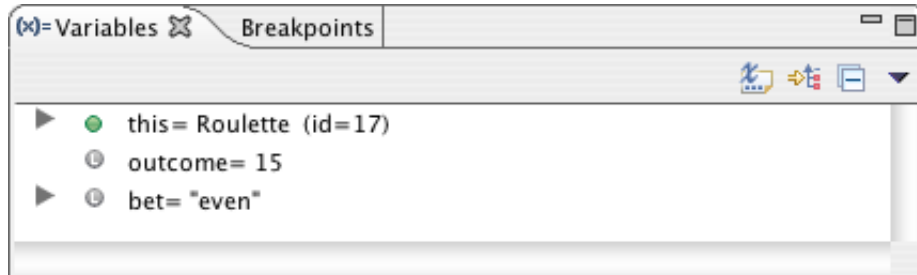 (x)= Variables Breakpoints
this= Roulette (id=17)
outcome= 15
bet= "even"